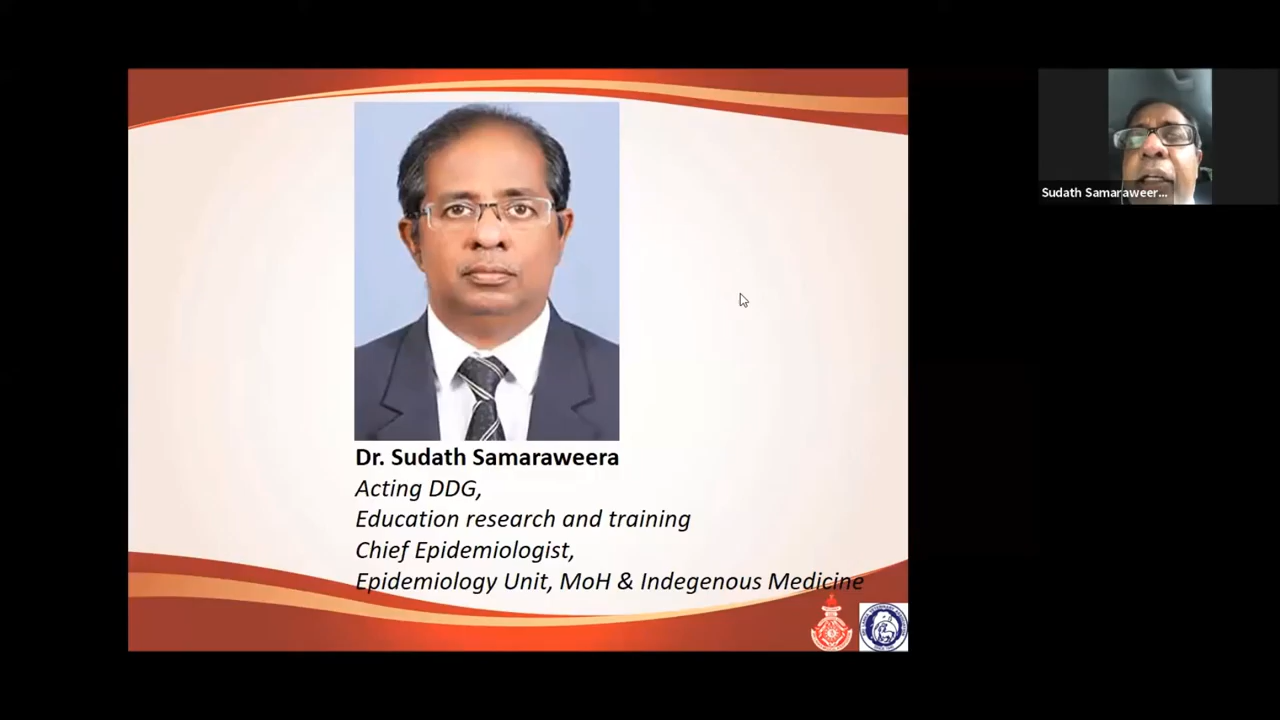 Sudath Samaraweer...
Dr. Sudath Samaraweera
Acting DDG,
Education research and training
Chief Epidemiologist,
Epidemiology Unit, MoH & Indegenous Medicine